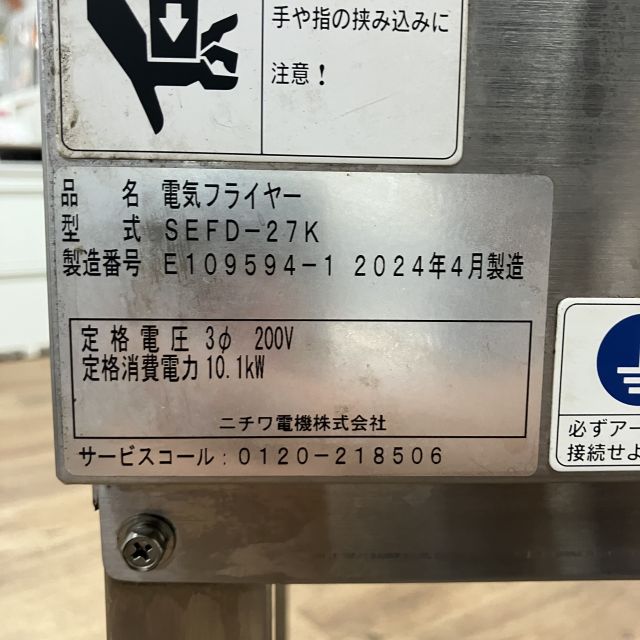 手や指の挟み込みに
注意！
品名 電気フライヤー
型式 SEFD-27K
製造番号 E109594-1 2024年4月製造
定格電圧 3φ 200V
定格消費電力 10.1kW
ニチワ電機株式会社
サービスコール：0120-218506
必ずアー
接続せよ